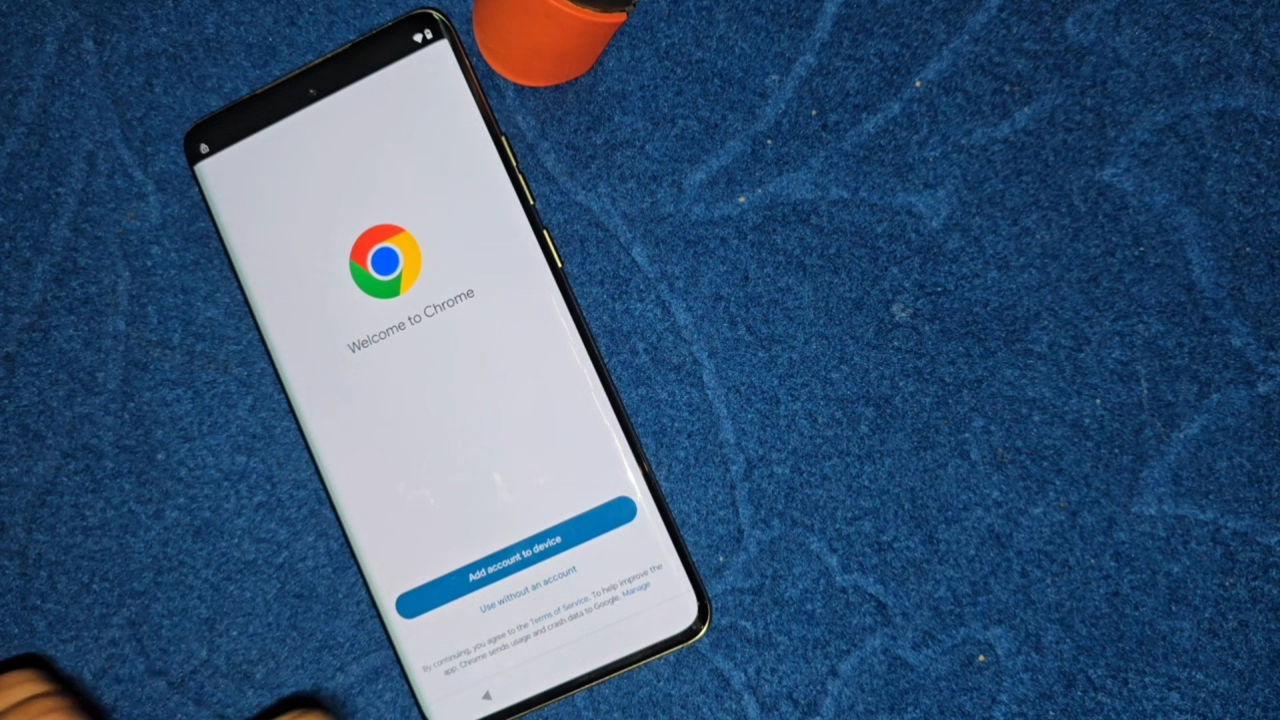 Welcome to Chrome
Add account to device
Use without an account
By continuing, you agree to the Terms of Service. To help improve the
app, Chrome sends usage and crash data to Google. Manage